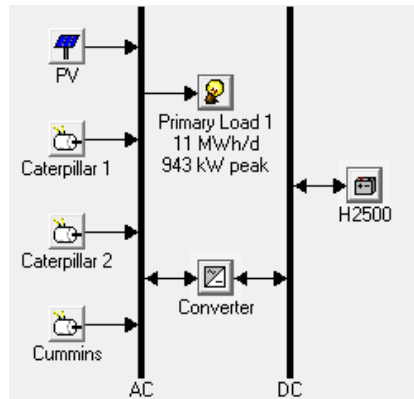 PV
Primary Load 1
11 MWh/d
943 kW peak
Caterpillar 1
H2500
Caterpillar 2
Converter
Cummins
AC
DC